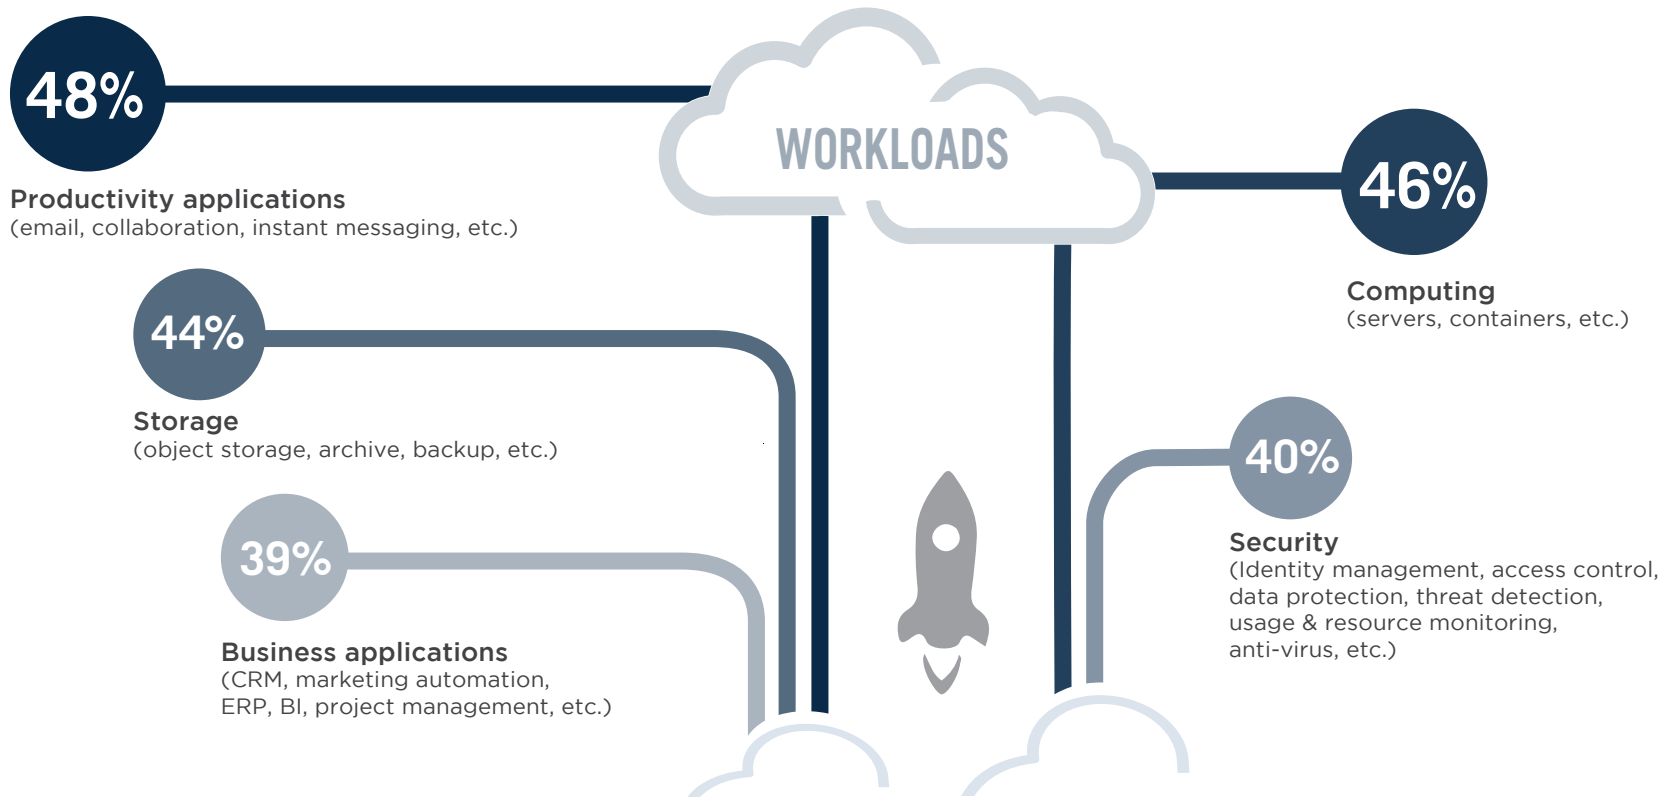 48%
Productivity applications
(email, collaboration, instant messaging, etc.)
WORKLOADS
46%
Computing
(servers, containers, etc.)
44%
Storage
(object storage, archive, backup, etc.)
40%
Security
(Identity management, access control,
data protection, threat detection,
usage & resource monitoring,
anti-virus, etc.)
39%
Business applications
(CRM, marketing automation,
ERP, BI, project management, etc.)